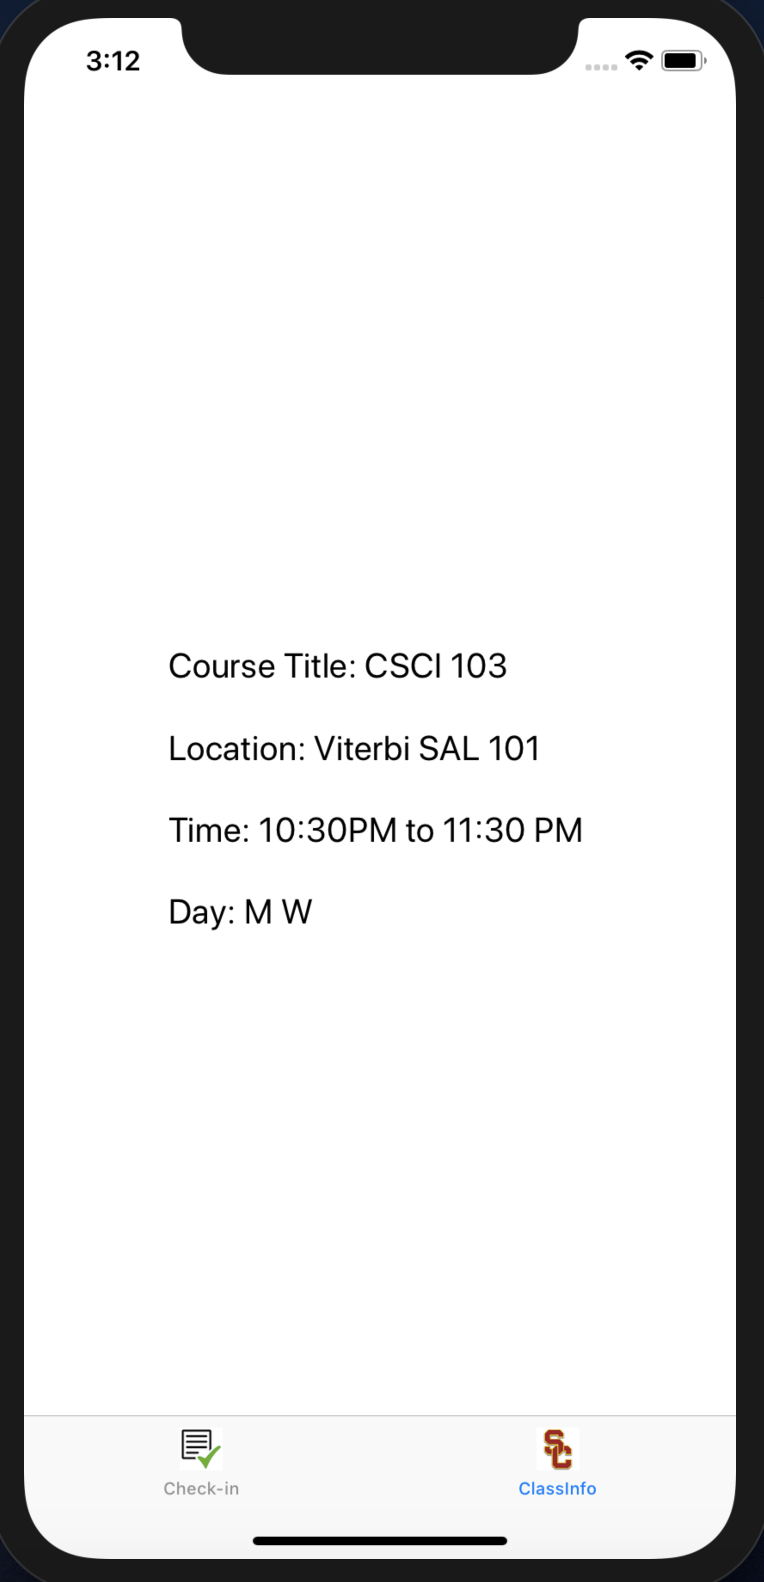 3:12
Course Title: CSCI 103
Location: Viterbi SAL 101
Time: 10:30PM to 11:30 PM
Day: M W
SC
Check-in
ClassInfo